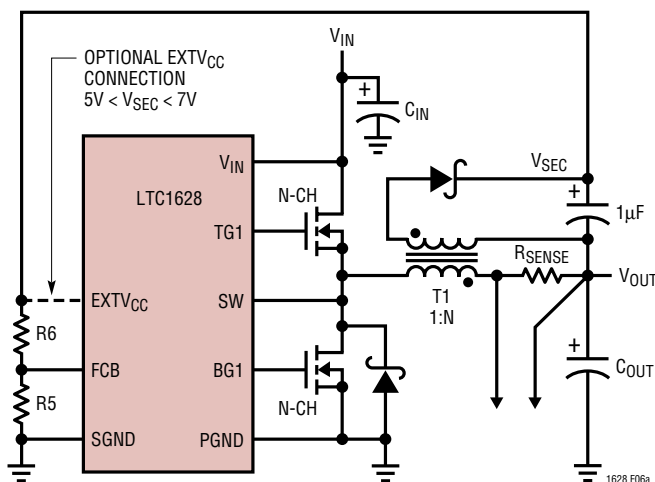 OPTIONAL EXTVCC
CONNECTION
5V < VSEC < 7V
VIN
+
CIN
VIN
LTC1628
N-CH
TG1
VSEC
+
1µF
RSENSE
VOUT
T1
1:N
EXTVCC
SW
R6
FCB
BG1
+
COUT
R5
N-CH
SGND
PGND
1628 F06a